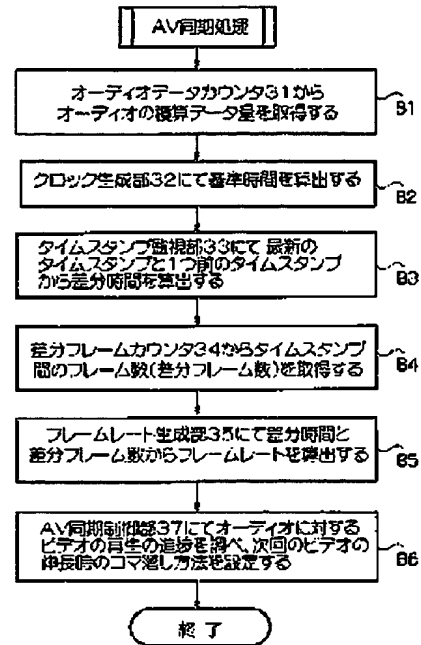 AV同期処理
オーディオデータカウンタ31から
オーディオの積算データ量を取得する
B1
クロック生成部32にて基準時間を算出する
B2
タイムスタンプ監視部33にて最新の
タイムスタンプと1つ前のタイムスタンプ
から差分時間を算出する
B3
差分フレームカウンタ34からタイムスタンプ
間のフレーム数(差分フレーム数)を取得する
B4
フレームレート生成部35にて差分時間と
差分フレーム数からフレームレートを算出する
B5
AV同期制御部37にてオーディオに対する
ビデオの再生の進捗を調べ、次回のビデオの
伸長時のコマ落し方法を設定する
B6
終了